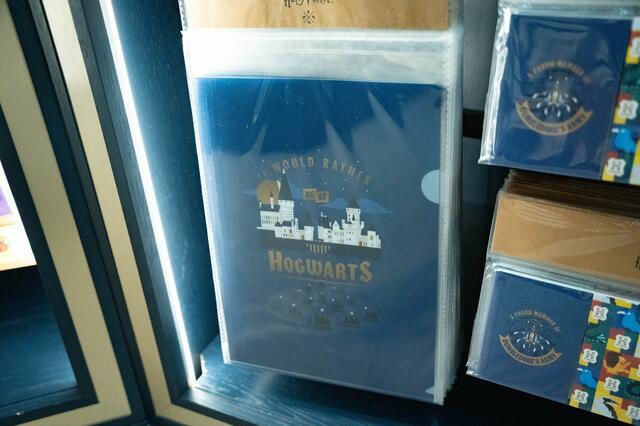 I WOULD RATHER
BE AT
HOGWARTS
A PROUD MEMBER OF
DUMBLEDORE'S ARMY
A PROUD MEMBER OF
DUMBLEDORE'S ARMY